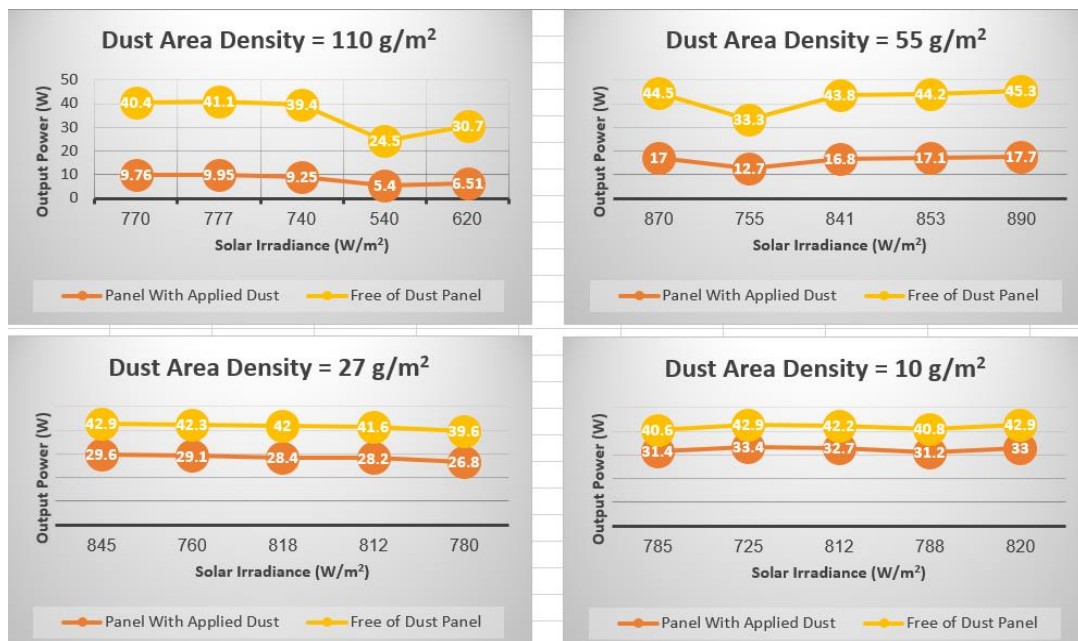 Dust Area Density = 110 g/m²
Output Power (W)
50
40
30
20
10
0
40.4 41.1 39.4 24.5 30.7
9.76 9.95 9.25 5.4 6.51
770 777 740 540 620
Solar Irradiance (W/m²)
Panel With Applied Dust Free of Dust Panel
Dust Area Density = 55 g/m²
Output Power (W)
44.5 33.3 43.8 44.2 45.3
17 12.7 16.8 17.1 17.7
870 755 841 853 890
Solar Irradiance (W/m²)
Panel With Applied Dust Free of Dust Panel
Dust Area Density = 27 g/m²
Output Power (W)
42.9 42.3 42 41.6 39.6
29.6 29.1 28.4 28.2 26.8
845 760 818 812 780
Solar Irradiance (W/m²)
Panel With Applied Dust Free of Dust Panel
Dust Area Density = 10 g/m²
Output Power (W)
40.6 42.9 42.2 40.8 42.9
31.4 33.4 32.7 31.2 33
785 725 812 788 820
Solar Irradiance (W/m²)
Panel With Applied Dust Free of Dust Panel